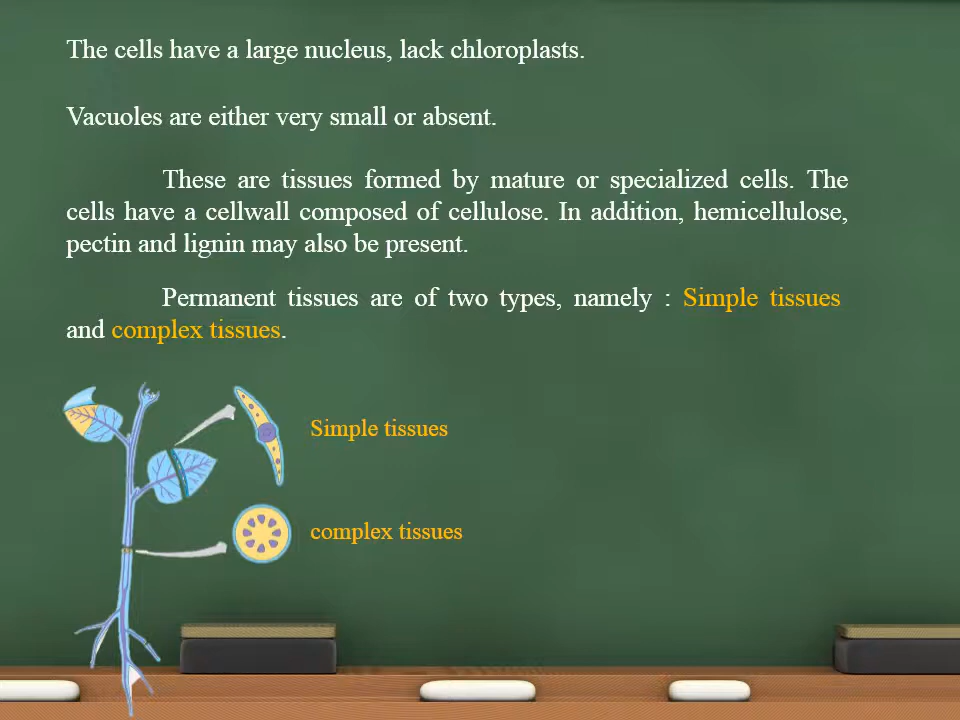 The cells have a large nucleus, lack chloroplasts.
Vacuoles are either very small or absent.
These are tissues formed by mature or specialized cells. The
cells have a cellwall composed of cellulose. In addition, hemicellulose,
pectin and lignin may also be present.
Permanent tissues are of two types, namely : Simple tissues
and complex tissues.
Simple tissues
complex tissues